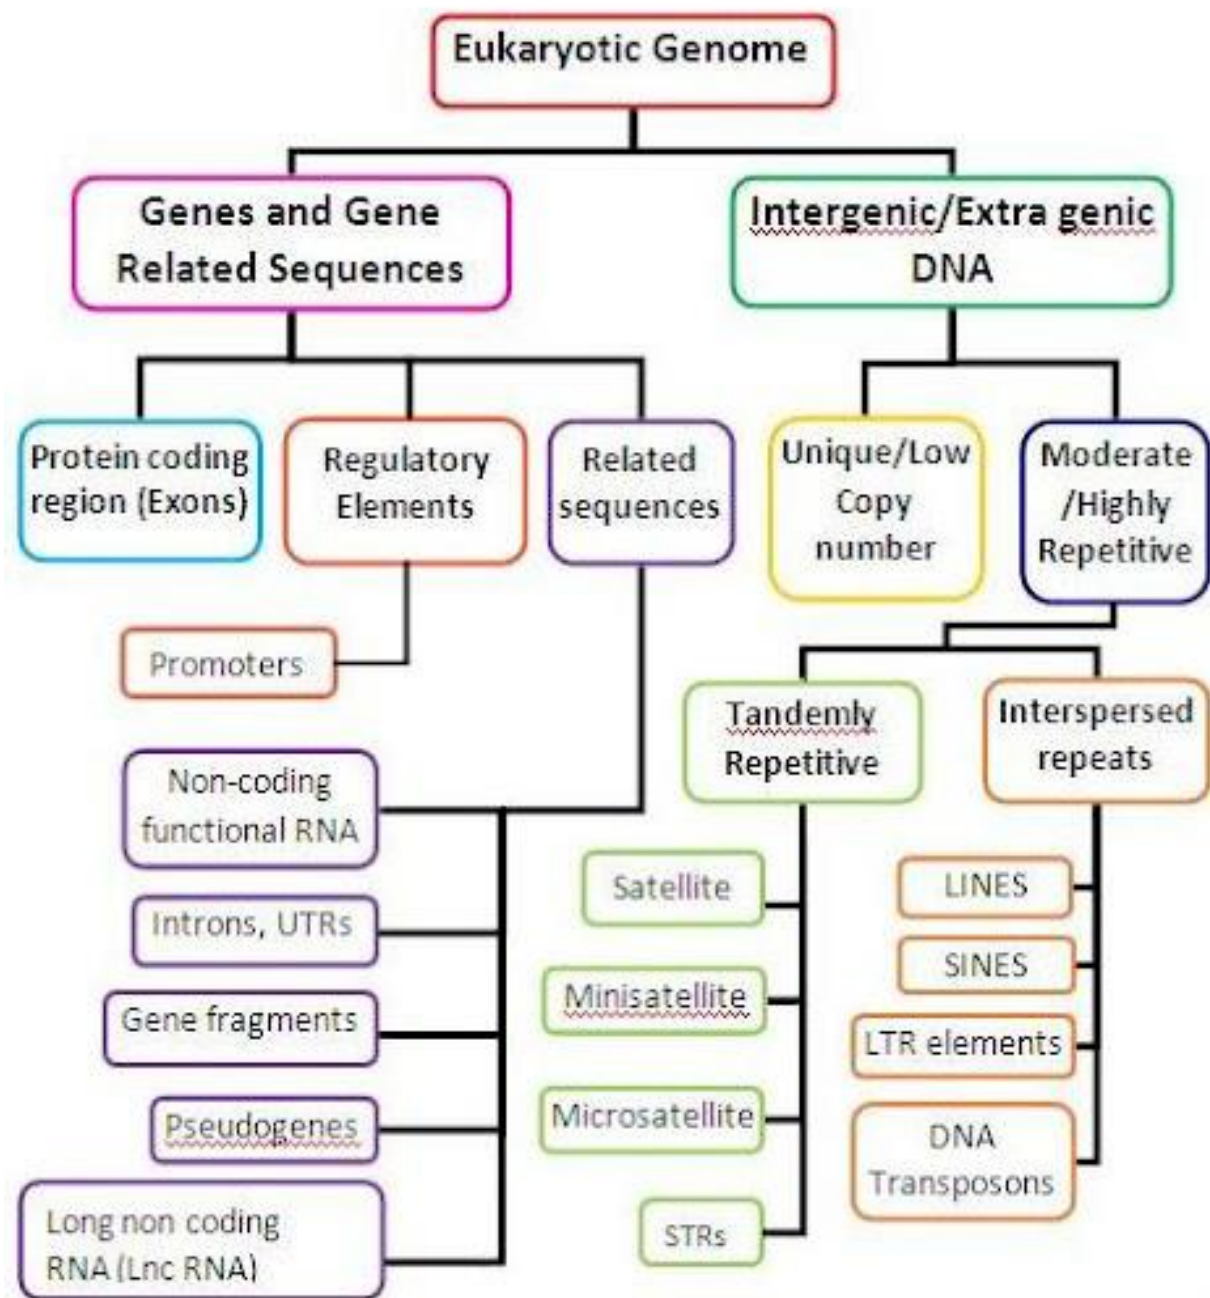 Eukaryotic Genome
Genes and Gene
Related Sequences
Intergenic/Extra genic
DNA
Protein coding
region (Exons)
Regulatory
Elements
Related
sequences
Unique/Low
Copy
number
Moderate
/Highly
Repetitive
Promoters
Tandemly
Repetitive
Interspersed
repeats
Non-coding
functional RNA
Introns, UTRs
Gene fragments
Pseudogenes
Long non coding
RNA (Lnc RNA)
Satellite
Minisatellite
Microsatellite
STRs
LINES
SINES
LTR elements
DNA
Transposons